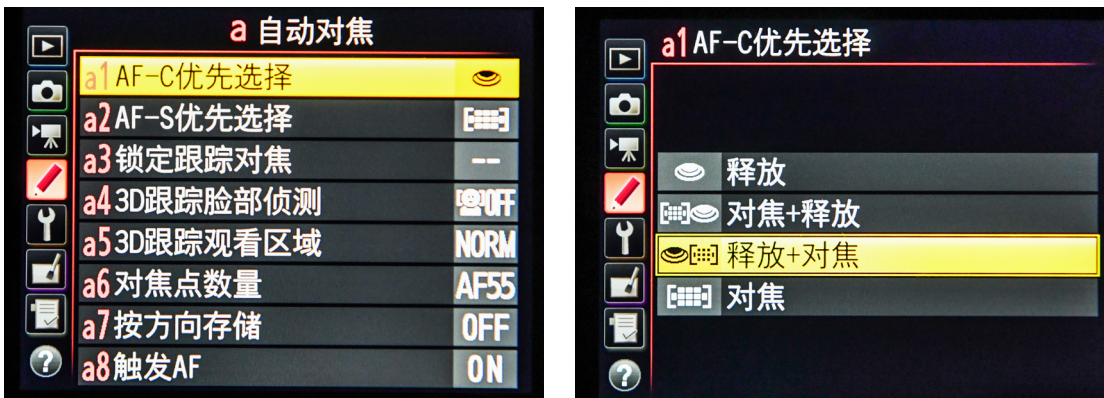 a 自动对焦
a1 AF-C优先选择
a2 AF-S优先选择
a3 锁定跟踪对焦 --
a4 3D跟踪脸部侦测 OFF
a5 3D跟踪观看区域 NORM
a6 对焦点数量 AF55
a7 按方向存储 OFF
a8 触发AF ON
?
a1 AF-C优先选择
释放
对焦+释放
释放+对焦
对焦
?